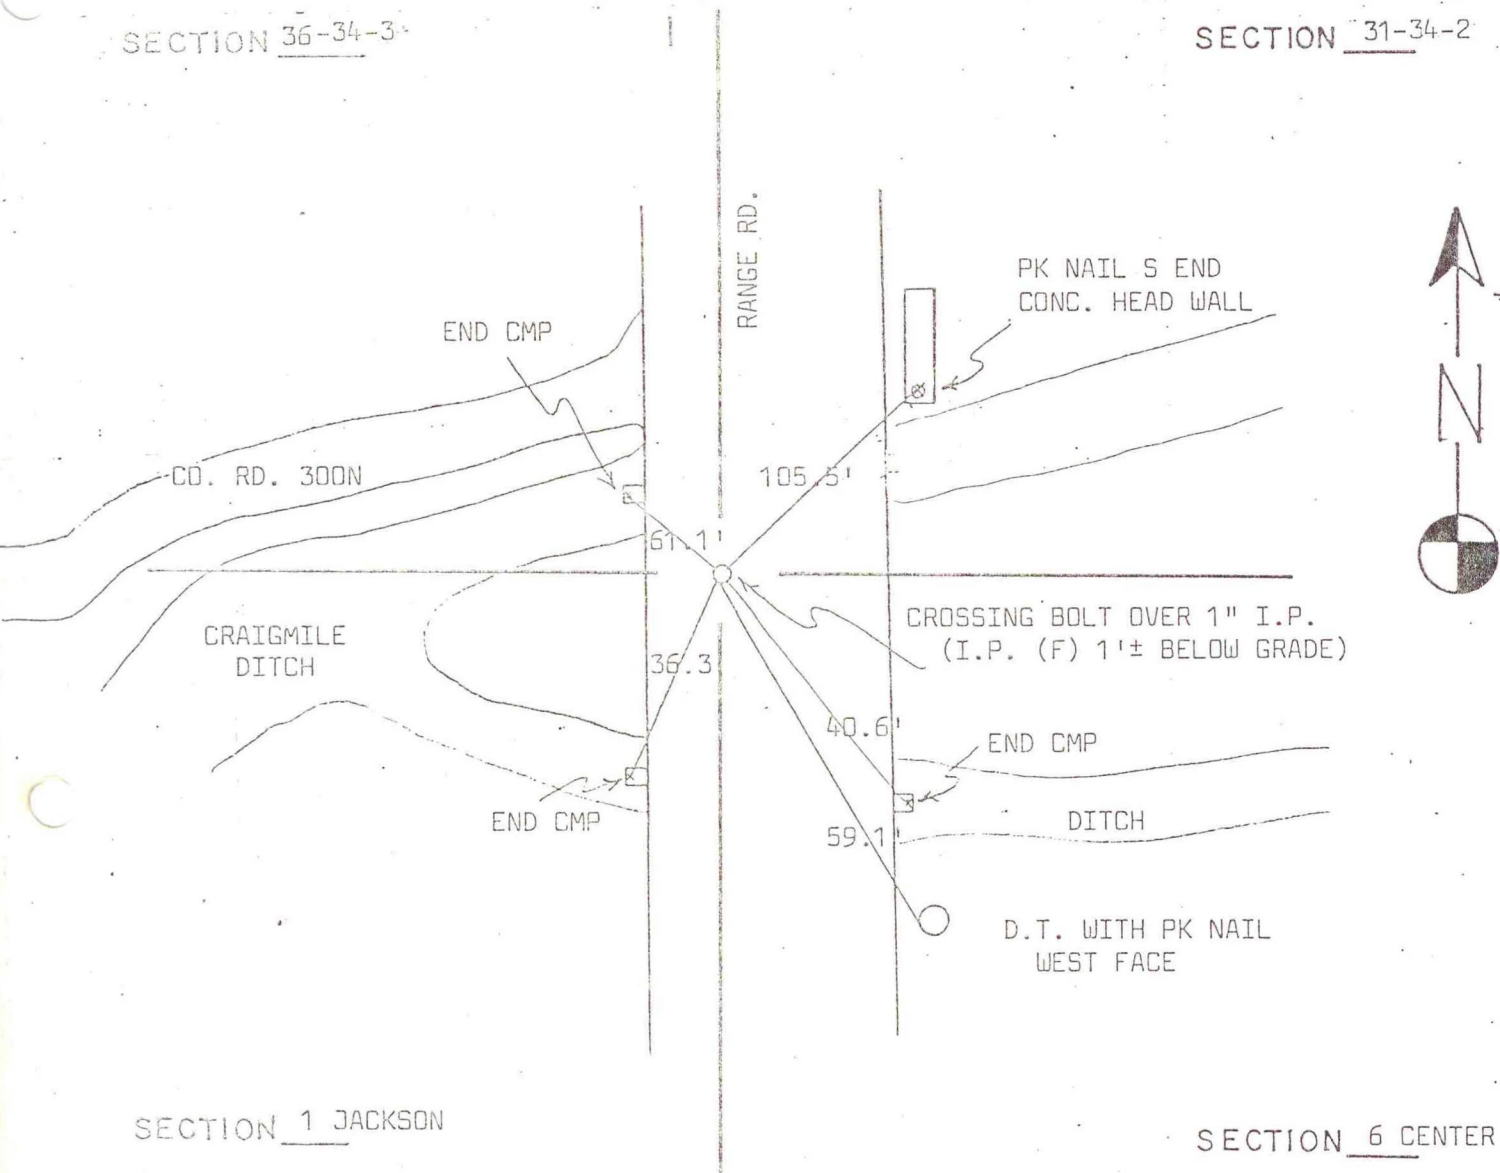 SECTION 36-34-3
SECTION 31-34-2
RANGE RD.
PK NAIL S END
CONC. HEAD WALL
END CMP
N
CO. RD. 300N
105.5'
61.1'
CROSSING BOLT OVER 1" I.P.
(I.P. (F) 1'± BELOW GRADE)
CRAIGMILE
DITCH
36.3
40.6'
END CMP
END CMP
DITCH
59.1'
D.T. WITH PK NAIL
WEST FACE
SECTION 1 JACKSON
SECTION 6 CENTER